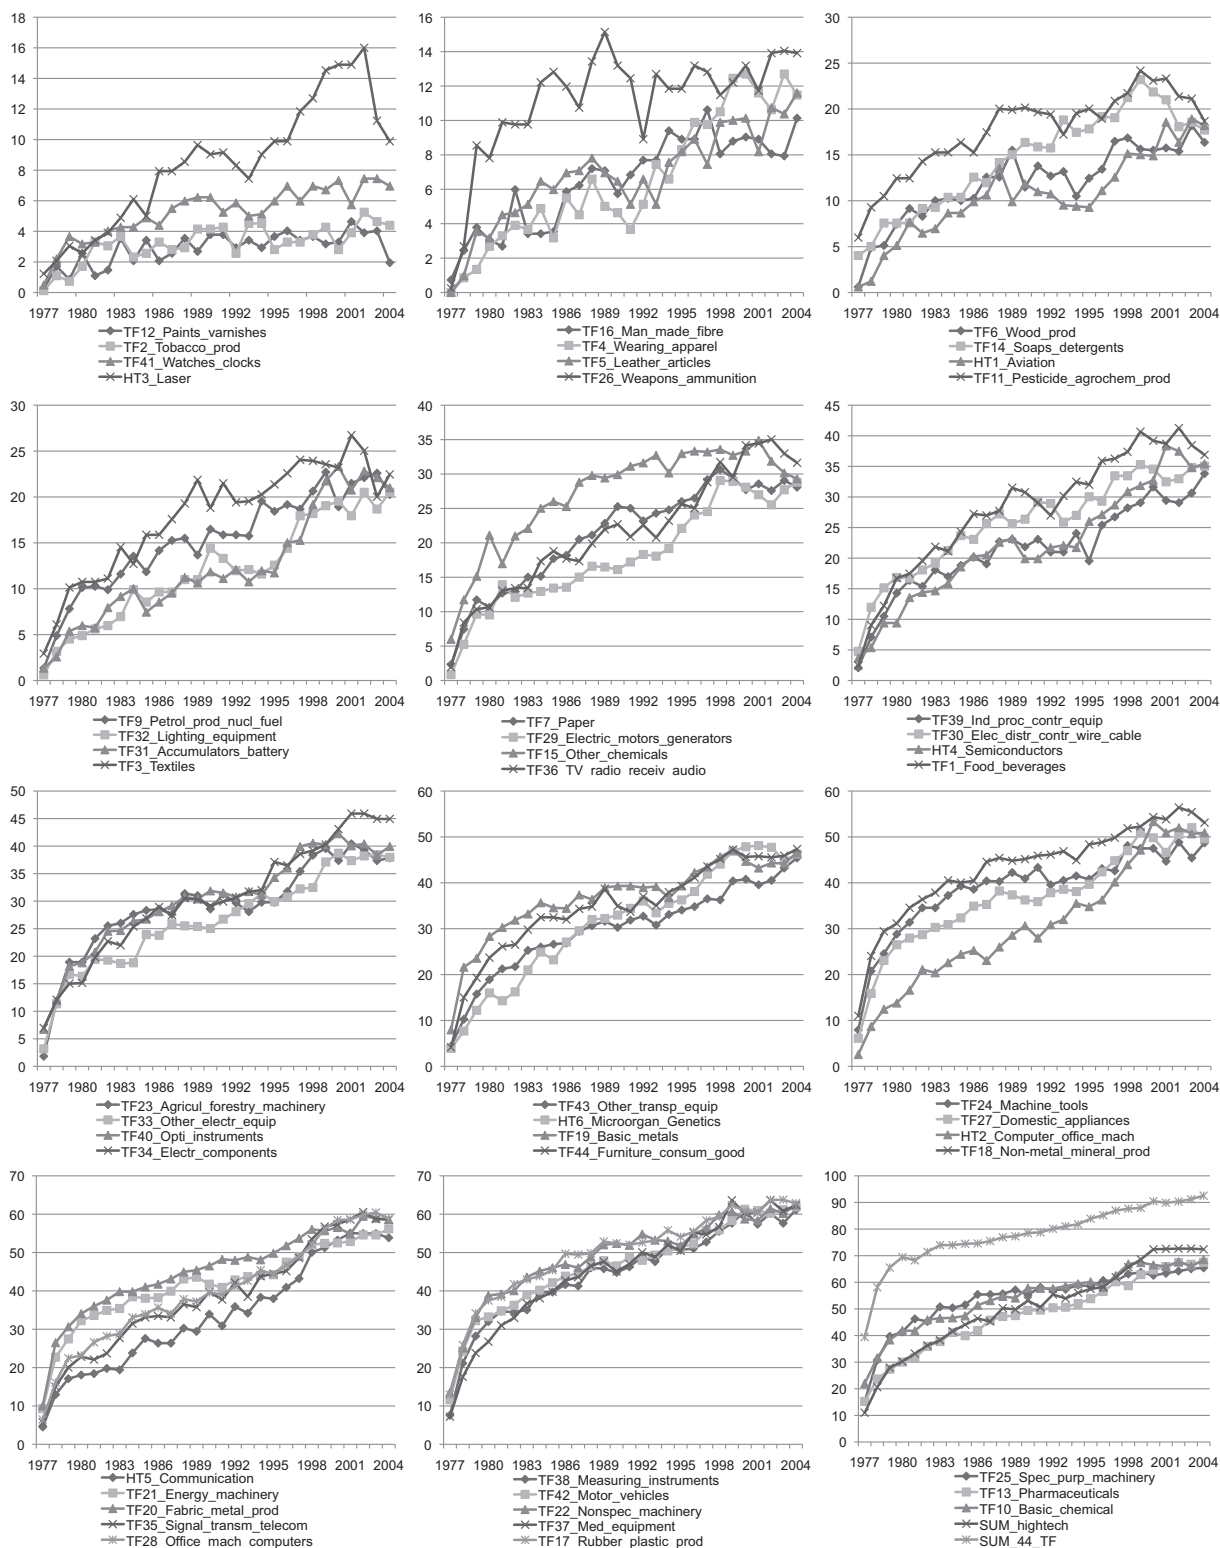 18
16
14
12
10
8
6
4
2
0
1977 1980 1983 1986 1989 1992 1995 1998 2001 2004
TF12_Paints_varnishes
TF2_Tobacco_prod
TF41_Watches_clocks
HT3_Laser
16
14
12
10
8
6
4
2
0
1977 1980 1983 1986 1989 1992 1995 1998 2001 2004
TF16_Man_made_fibre
TF4_Wearing_apparel
TF5_Leather_articles
TF26_Weapons_ammunition
30
25
20
15
10
5
0
1977 1980 1983 1986 1989 1992 1995 1998 2001 2004
TF6_Wood_prod
TF14_Soaps_detergents
HT1_Aviation
TF11_Pesticide_agrochem_prod
30
25
20
15
10
5
0
1977 1980 1983 1986 1989 1992 1995 1998 2001 2004
TF9_Petrol_prod_nucl_fuel
TF32_Lighting_equipment
TF31_Accumulators_battery
TF3_Textiles
40
35
30
25
20
15
10
5
0
1977 1980 1983 1986 1989 1992 1995 1998 2001 2004
TF7_Paper
TF29_Electric_motors_generators
TF15_Other_chemicals
TF36_TV_radio_receiv_audio
45
40
35
30
25
20
15
10
5
0
1977 1980 1983 1986 1989 1992 1995 1998 2001 2004
TF39_Ind_proc_contr_equip
TF30_Elec_distr_contr_wire_cable
HT4_Semiconductors
TF1_Food_beverages
50
45
40
35
30
25
20
15
10
5
0
1977 1980 1983 1986 1989 1992 1995 1998 2001 2004
TF23_Agricul_forestry_machinery
TF33_Other_electr_equip
TF40_Opti_instruments
TF34_Electr_components
60
50
40
30
20
10
0
1977 1980 1983 1986 1989 1992 1995 1998 2001 2004
TF43_Other_transp_equip
HT6_Microorgan_Genetics
TF19_Basic_metals
TF44_Furniture_consum_good
60
50
40
30
20
10
0
1977 1980 1983 1986 1989 1992 1995 1998 2001 2004
TF24_Machine_tools
TF27_Domestic_appliances
HT2_Computer_office_mach
TF18_Non-metal_mineral_prod
70
60
50
40
30
20
10
0
1977 1980 1983 1986 1989 1992 1995 1998 2001 2004
HT5_Communication
TF21_Energy_machinery
TF20_Fabric_metal_prod
TF35_Signal_transm_telecom
TF28_Office_mach_computers
70
60
50
40
30
20
10
0
1977 1980 1983 1986 1989 1992 1995 1998 2001 2004
TF38_Measuring_instruments
TF42_Motor_vehicles
TF22_Nonspec_machinery
TF37_Med_equipment
TF17_Rubber_plastic_prod
100
90
80
70
60
50
40
30
20
10
0
1977 1980 1983 1986 1989 1992 1995 1998 2001 2004
TF25_Spec_purp_machinery
TF13_Pharmaceuticals
TF10_Basic_chemical
SUM_hightech
SUM_44_TF